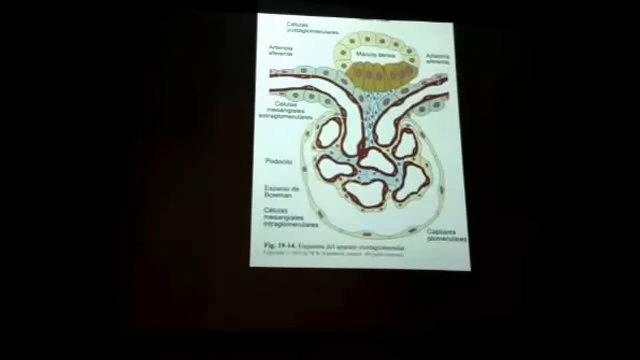 Células
yuxtaglomerulares
Arteriola
eferente
Mácula densa
Arteriola
aferente
Células
mesangiales
extraglomerulares
Podocito
Espacio de
Bowman
Células
mesangiales
intraglomerulares
Capilares
glomerulares
Fig. 19-14. Esquema del aparato yuxtaglomerular